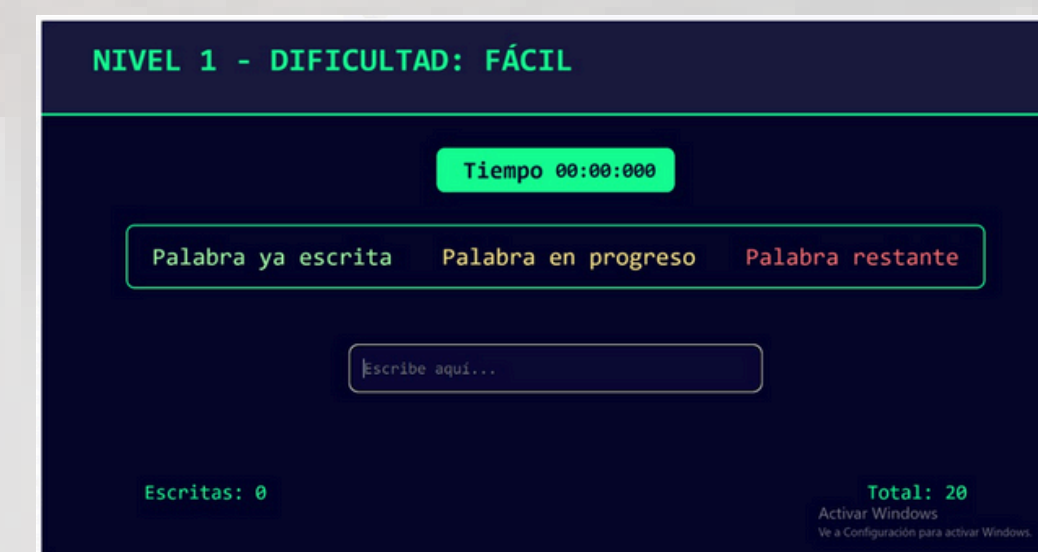 NIVEL 1 - DIFICULTAD: FÁCIL
Tiempo 00:00:000
Palabra ya escrita Palabra en progreso Palabra restante
Escribe aquí...
Escritas: 0 Total: 20
Activar Windows
Ve a Configuración para activar Windows.